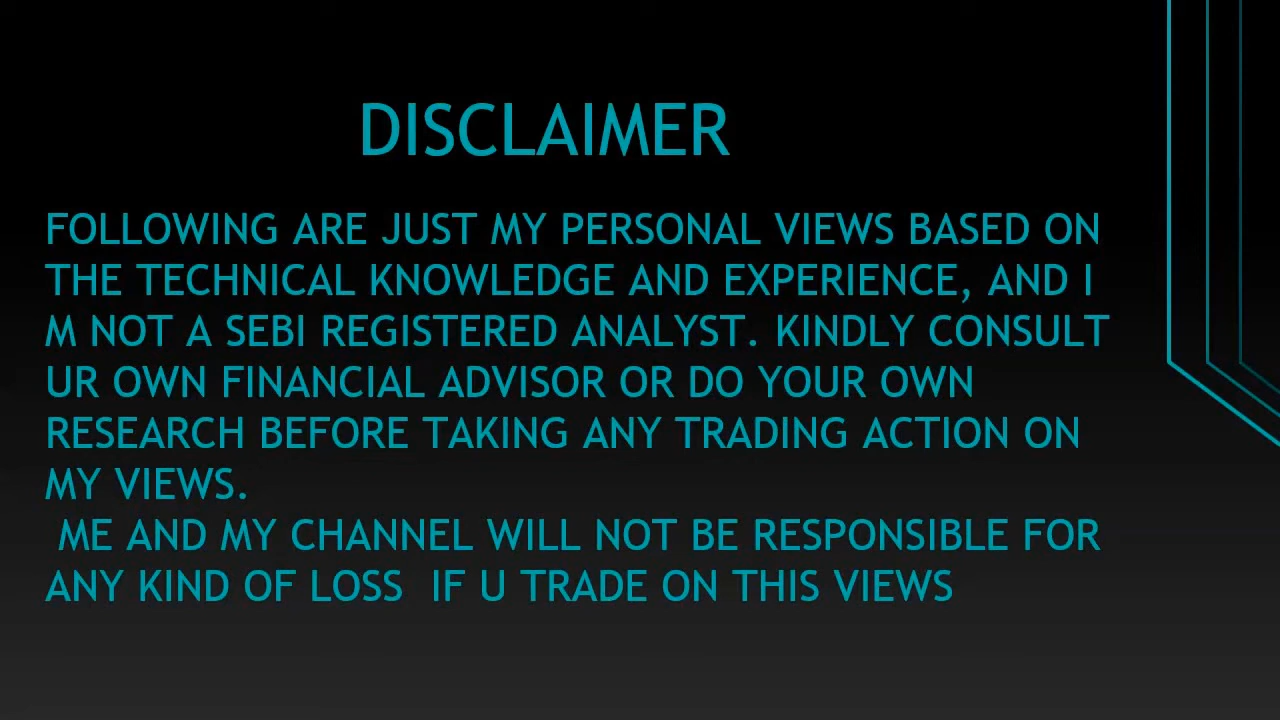 DISCLAIMER
FOLLOWING ARE JUST MY PERSONAL VIEWS BASED ON
THE TECHNICAL KNOWLEDGE AND EXPERIENCE, AND I
M NOT A SEBI REGISTERED ANALYST. KINDLY CONSULT
UR OWN FINANCIAL ADVISOR OR DO YOUR OWN
RESEARCH BEFORE TAKING ANY TRADING ACTION ON
MY VIEWS.
ME AND MY CHANNEL WILL NOT BE RESPONSIBLE FOR
ANY KIND OF LOSS  IF U TRADE ON THIS VIEWS